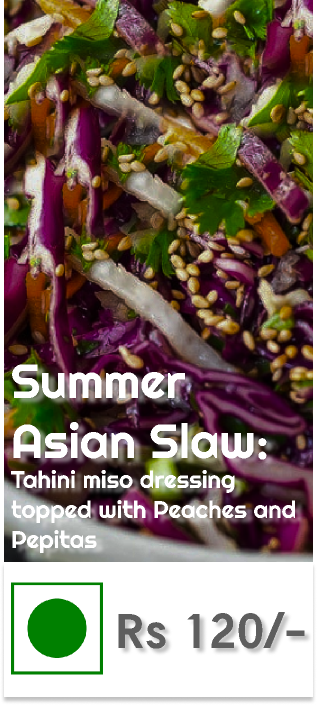 Summer
Asian Slaw:
Tahini miso dressing
topped with Peaches and
Pepitas
Rs 120/-